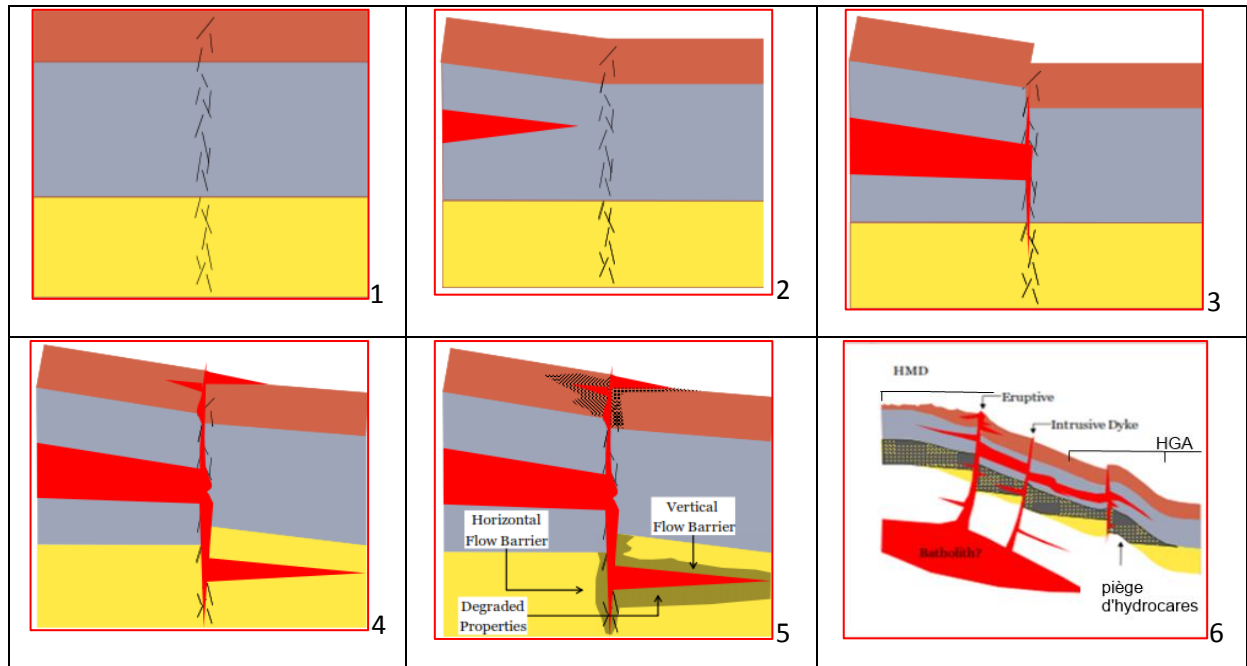 1
2
3
4
Horizontal
Flow Barrier
Vertical
Flow Barrier
Degraded
Properties
5
HMD
Eruptive
Intrusive Dyke
HGA
Batholith?
piège
d'hydrocares
6